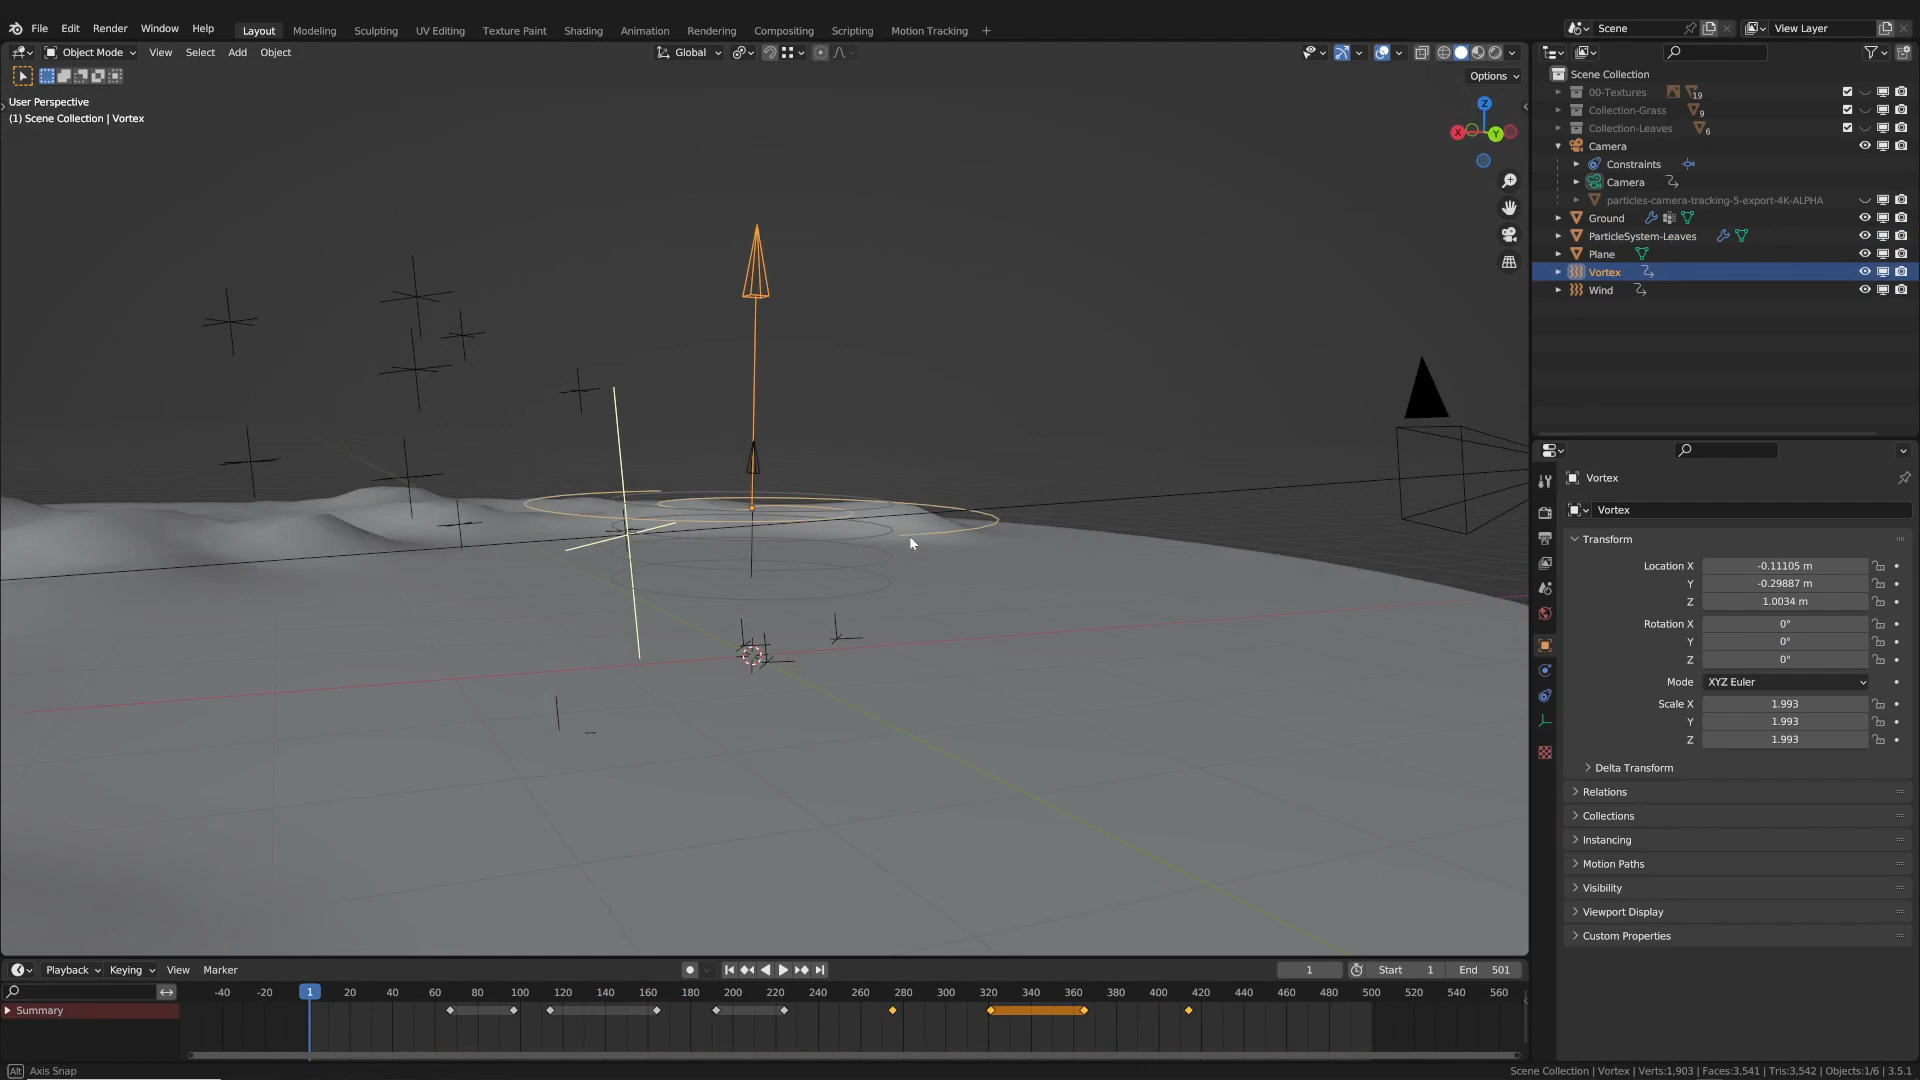 File Edit Render Window Help Layout Modeling Sculpting UV Editing Texture Paint Shading Animation Rendering Compositing Scripting Motion Tracking + Scene View Layer
Object Mode View Select Add Object Global
Options
User Perspective
(1) Scene Collection | Vortex
Z
X
Y
Scene Collection
00-Textures 19
Collection-Grass 9
Collection-Leaves 6
Camera
Constraints
Camera
particles-camera-tracking-5-export-4K-ALPHA
Ground
ParticleSystem-Leaves
Plane
Vortex
Wind
Vortex
Vortex
Transform
Location X -0.11105 m
Y -0.29887 m
Z 1.0034 m
Rotation X 0°
Y 0°
Z 0°
Mode XYZ Euler
Scale X 1.993
Y 1.993
Z 1.993
Delta Transform
Relations
Collections
Instancing
Motion Paths
Visibility
Viewport Display
Custom Properties
Playback Keying View Marker 1 Start 1 End 501
-40 -20 1 20 40 60 80 100 120 140 160 180 200 220 240 260 280 300 320 340 360 380 400 420 440 460 480 500 520 540 560
Summary
Alt Axis Snap
Scene Collection | Vortex | Verts:1,903 | Faces:3,541 | Tris:3,542 | Objects:1/6 | 3.5.1